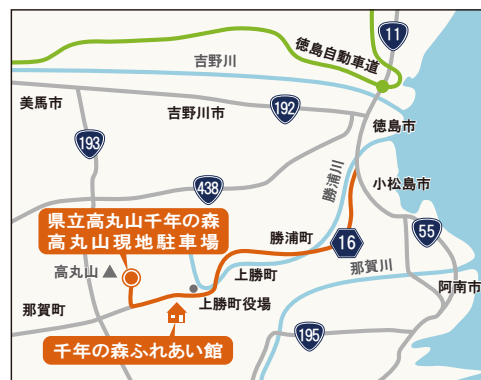 11
徳島自動車道
吉野川
美馬市
吉野川市
192
徳島市
193
勝浦川
438
小松島市
県立高丸山千年の森
高丸山現地駐車場
勝浦町
16
55
高丸山
上勝町
那賀川
阿南市
上勝町役場
那賀町
195
千年の森ふれあい館